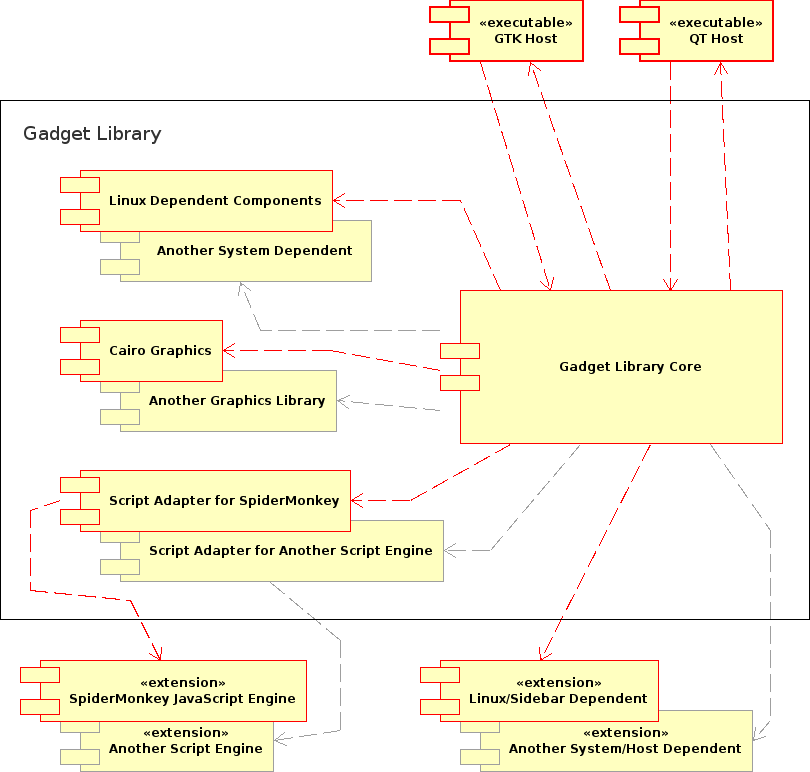 «executable»
GTK Host
«executable»
QT Host
Gadget Library
Linux Dependent Components
Another System Dependent
Cairo Graphics
Another Graphics Library
Gadget Library Core
Script Adapter for SpiderMonkey
Script Adapter for Another Script Engine
«extension»
SpiderMonkey JavaScript Engine
«extension»
Another Script Engine
«extension»
Linux/Sidebar Dependent
«extension»
Another System/Host Dependent